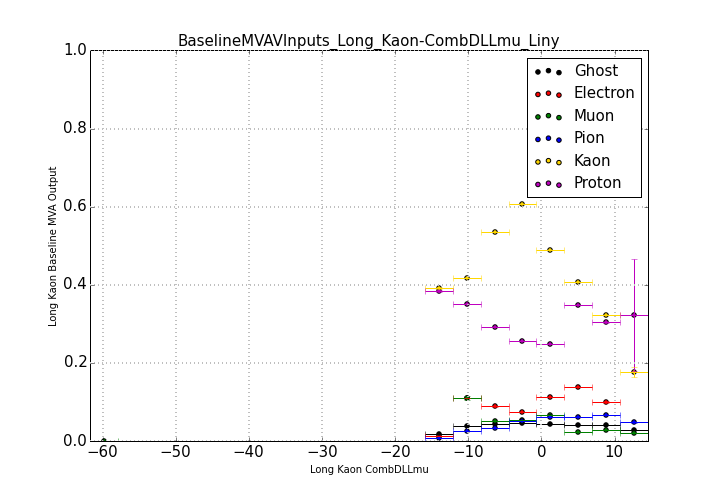 BaselineMVAVInputs_Long_Kaon-CombDLLmu_Liny
1.0
0.8
0.6
0.4
0.2
0.0
Long Kaon Baseline MVA Output
Ghost
Electron
Muon
Pion
Kaon
Proton
−60 −50 −40 −30 −20 −10 0 10
Long Kaon CombDLLmu